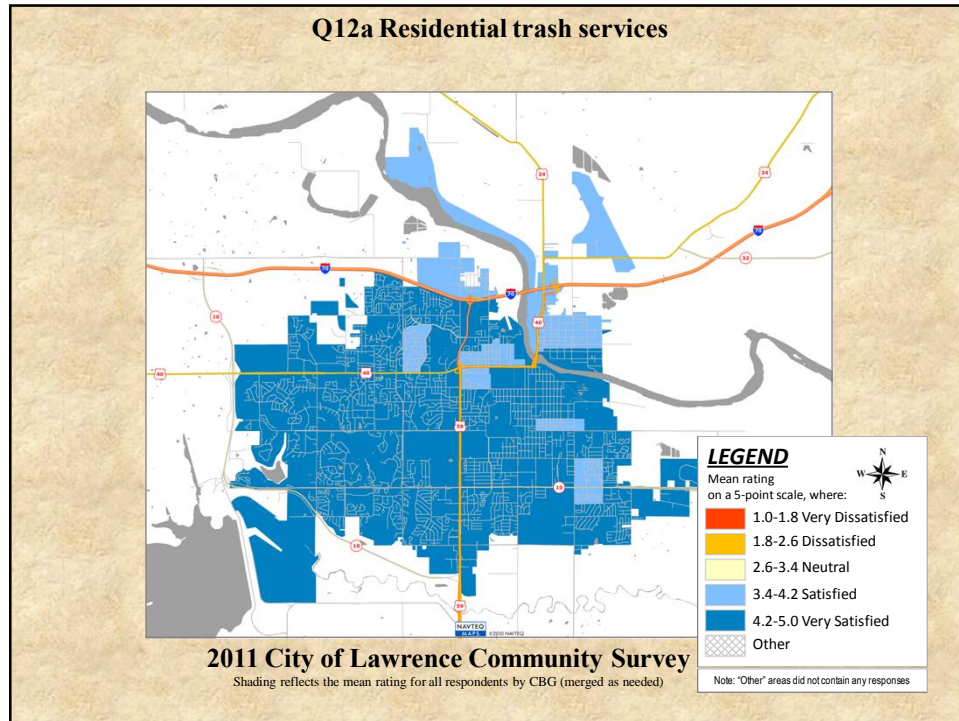 Q12a Residential trash services
24
24
70
32
70
70
10
40
40
40
59
10
10
59
NAVTEQ
MAPS
©2010 NAVTEQ
LEGEND
Mean rating
on a 5-point scale, where:
N
W E
S
1.0-1.8 Very Dissatisfied
1.8-2.6 Dissatisfied
2.6-3.4 Neutral
3.4-4.2 Satisfied
4.2-5.0 Very Satisfied
Other
2011 City of Lawrence Community Survey
Shading reflects the mean rating for all respondents by CBG (merged as needed)
Note: “Other” areas did not contain any responses